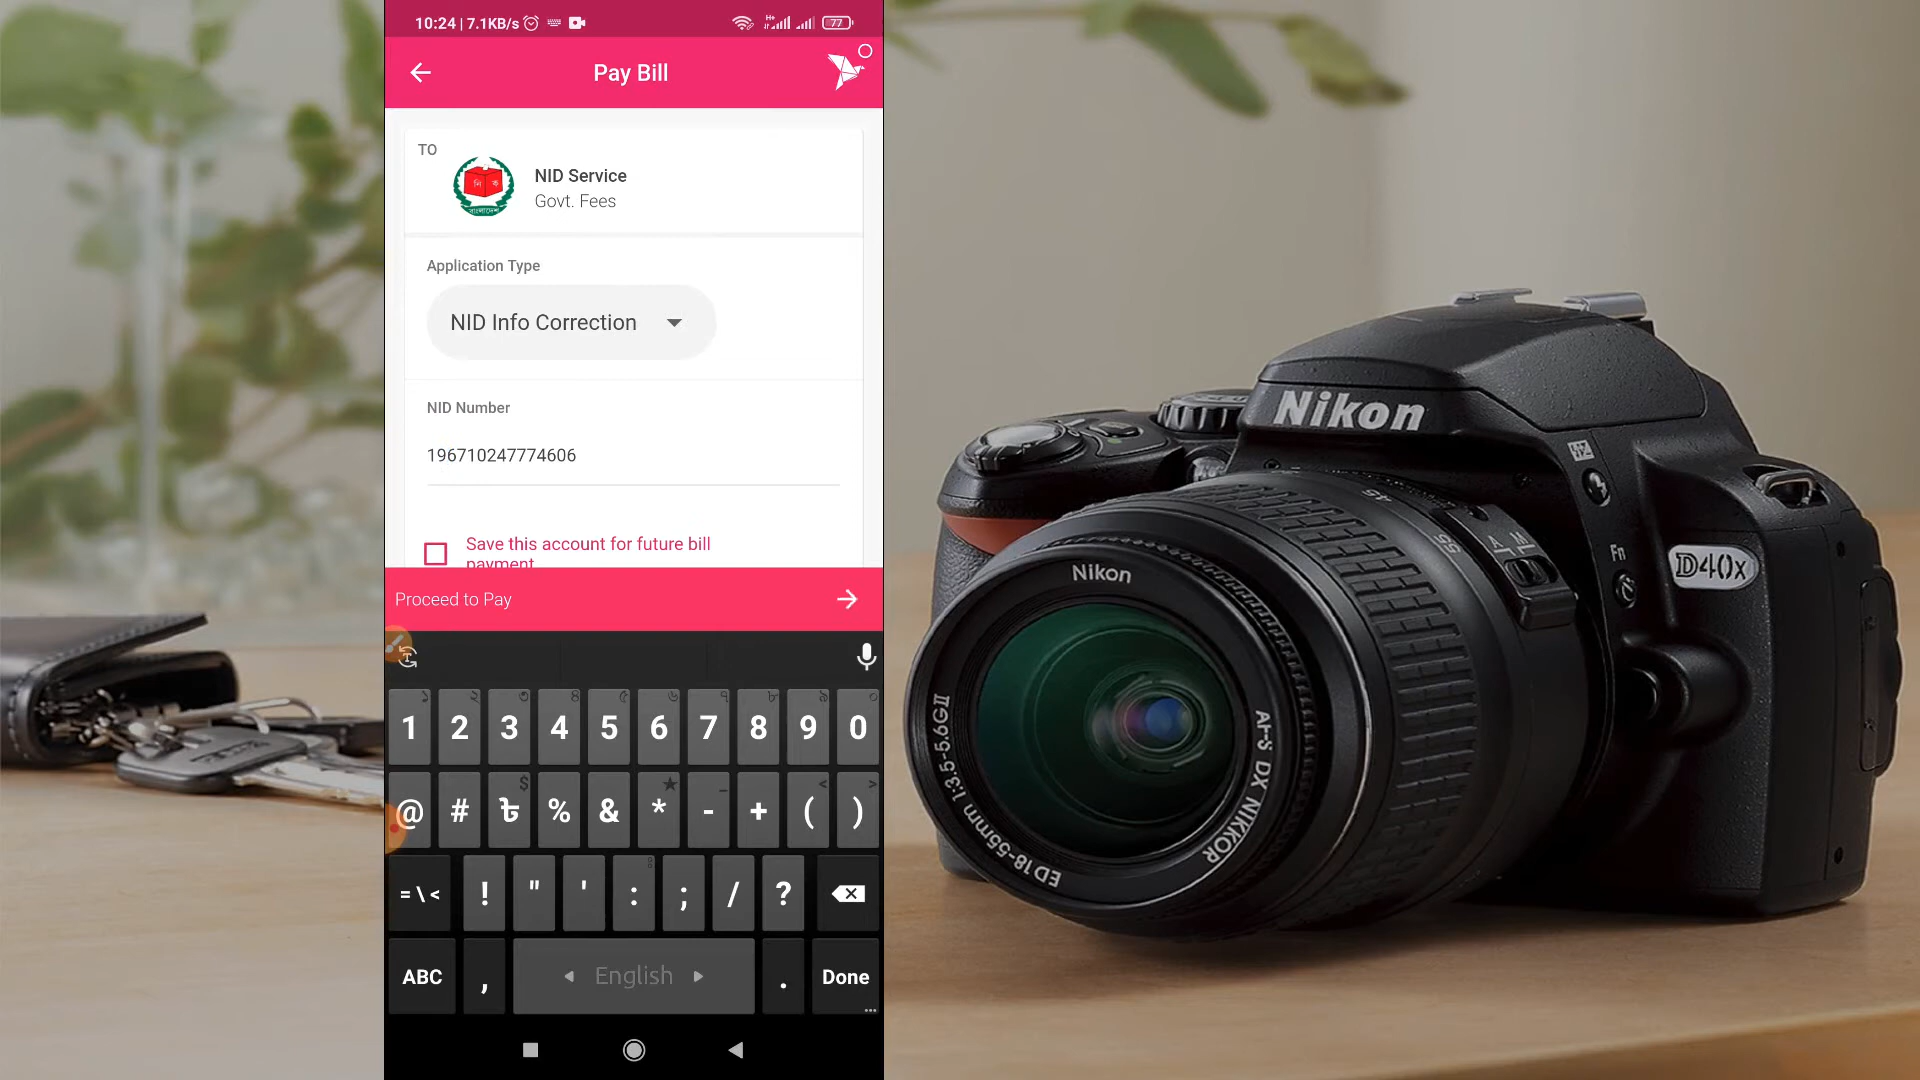 10:24 | 7.1KB/s
77
Pay Bill
TO
NID Service
Govt. Fees
Application Type
NID Info Correction
NID Number
196710247774606
Save this account for future bill
payment
Proceed to Pay
1 2 3 4 5 6 7 8 9 0
@ # ৳ % & * - + ( )
= \ < ! " ' : ; / ?
ABC , English . Done
Nikon
D40x
Fn
Nikon
55 45
A M
AF-S DX NIKKOR
ED 18-55mm 1:3.5-5.6GII